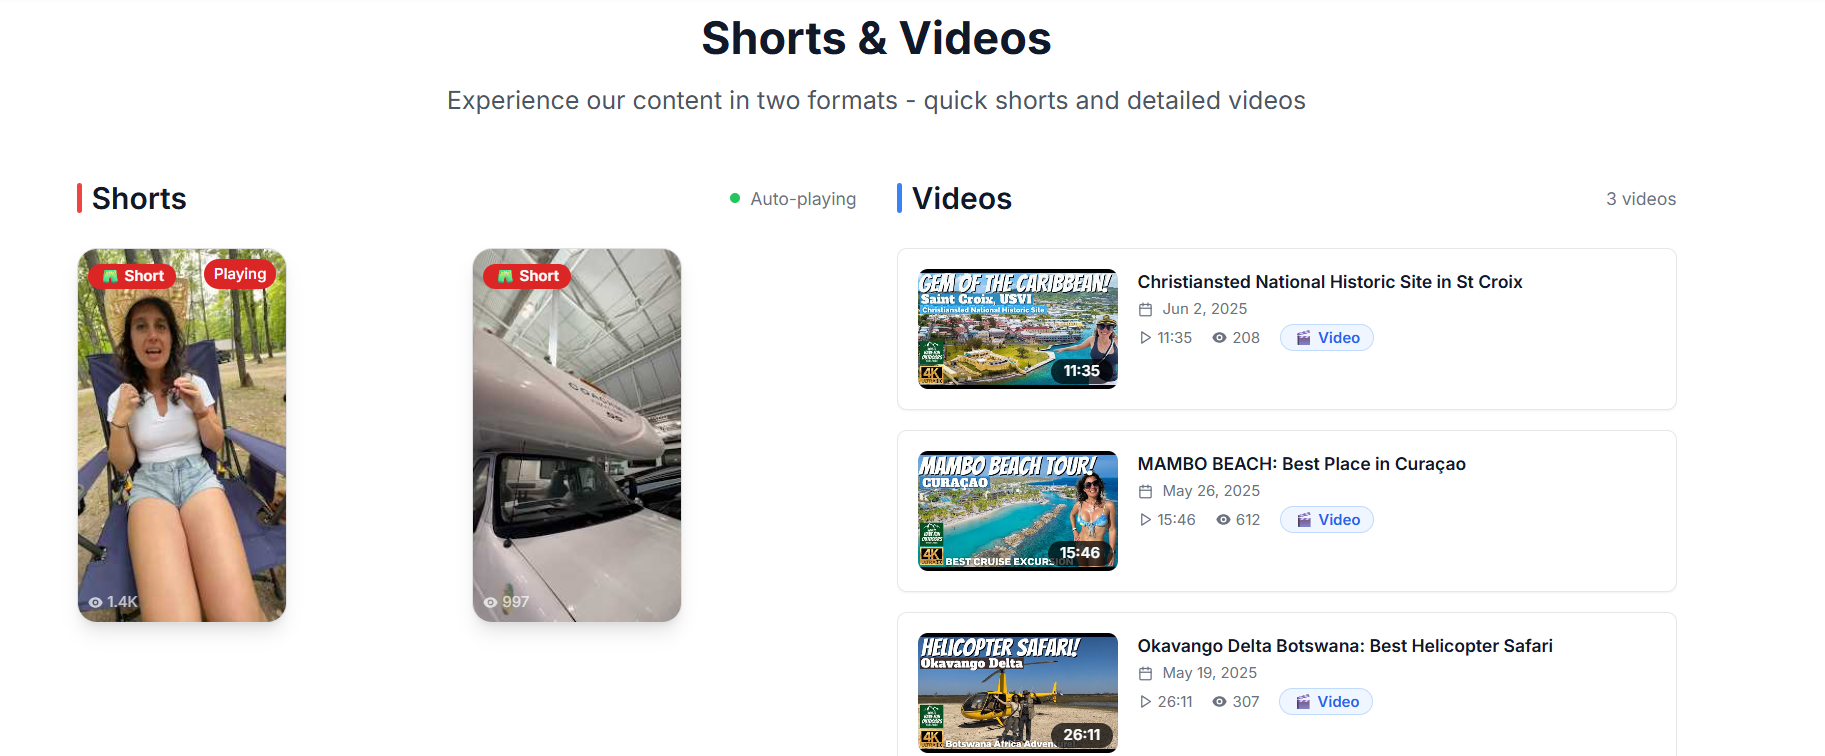 Shorts & Videos
Experience our content in two formats - quick shorts and detailed videos
Shorts
Auto-playing
Short
Playing
1.4K
Short
997
Videos
3 videos
GEM OF THE CARIBBEAN!
Saint Croix, USVI
Christiansted National Historic Site
4K
11:35
Christiansted National Historic Site in St Croix
Jun 2, 2025
11:35
208
Video
MAMBO BEACH TOUR!
CURAÇAO
4K
BEST CRUISE EXCURSION
15:46
MAMBO BEACH: Best Place in Curaçao
May 26, 2025
15:46
612
Video
HELICOPTER SAFARI!
Okavango Delta
4K
Botswana Africa Adventure
26:11
Okavango Delta Botswana: Best Helicopter Safari
May 19, 2025
26:11
307
Video